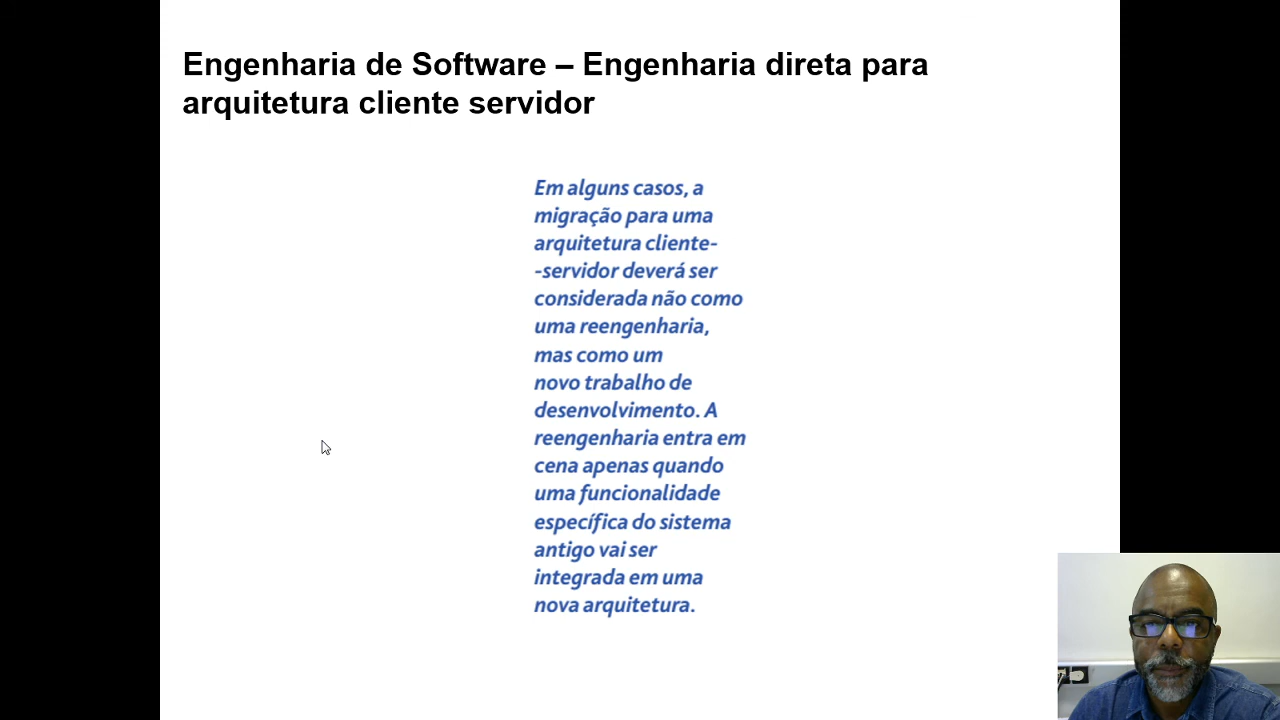 Engenharia de Software – Engenharia direta para
arquitetura cliente servidor
Em alguns casos, a
migração para uma
arquitetura cliente-
-servidor deverá ser
considerada não como
uma reengenharia,
mas como um
novo trabalho de
desenvolvimento. A
reengenharia entra em
cena apenas quando
uma funcionalidade
específica do sistema
antigo vai ser
integrada em uma
nova arquitetura.